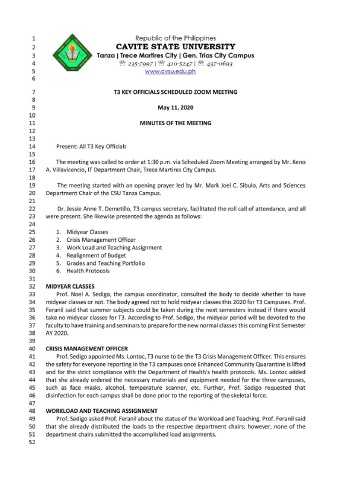 1 Republic of the Philippines
2 CAVITE STATE UNIVERSITY
3 Tanza | Trece Martires City | Gen. Trias City Campus
4 ☏ 235-7997 | ☏ 410-5247 | ☏ 437-0693
5 www.cvsu.edu.ph
6
7 T3 KEY OFFICIALS SCHEDULED ZOOM MEETING
8
9 May 11, 2020
10
11 MINUTES OF THE MEETING
12
13
14 Present: All T3 Key Officials
15
16 The meeting was called to order at 1:30 p.m. via Scheduled Zoom Meeting arranged by Mr. Keno
17 A. Villavicencio, IT Department Chair, Trece Martires City Campus.
18
19 The meeting started with an opening prayer led by Mr. Mark Joel C. Sibulo, Arts and Sciences
20 Department Chair of the CSU Tanza Campus.
21
22 Dr. Jessie Anne T. Demetillo, T3 campus secretary, facilitated the roll call of attendance, and all
23 were present. She likewise presented the agenda as follows:
24
25 1. Midyear Classes
26 2. Crisis Management Officer
27 3. Work Load and Teaching Assignment
28 4. Realignment of Budget
29 5. Grades and Teaching Portfolio
30 6. Health Protocols
31
32 MIDYEAR CLASSES
33 Prof. Noel A. Sedigo, the campus coordinator, consulted the body to decide whether to have
34 midyear classes or not. The body agreed not to hold midyear classes this 2020 for T3 Campuses. Prof.
35 Feranil said that summer subjects could be taken during the next semesters instead if there would
36 take no midyear classes for T3. According to Prof. Sedigo, the midyear period will be devoted to the
37 faculty to have training and seminars to prepare for the new normal classes this coming First Semester
38 AY 2020.
39
40 CRISIS MANAGEMENT OFFICER
41 Prof. Sedigo appointed Ms. Lontoc, T3 nurse to be the T3 Crisis Management Officer. This ensures
42 the safety for everyone reporting in the T3 campuses once Enhanced Community Quarantine is lifted
43 and for the strict compliance with the Department of Health's health protocols. Ms. Lontoc added
44 that she already ordered the necessary materials and equipment needed for the three campuses,
45 such as face masks, alcohol, temperature scanner, etc. Further, Prof. Sedigo requested that
46 disinfection for each campus shall be done prior to the reporting of the skeletal force.
47
48 WORKLOAD AND TEACHING ASSIGNMENT
49 Prof. Sedigo asked Prof. Feranil about the status of the Workload and Teaching. Prof. Feranil said
50 that she already distributed the loads to the respective department chairs; however, none of the
51 department chairs submitted the accomplished load assignments.
52